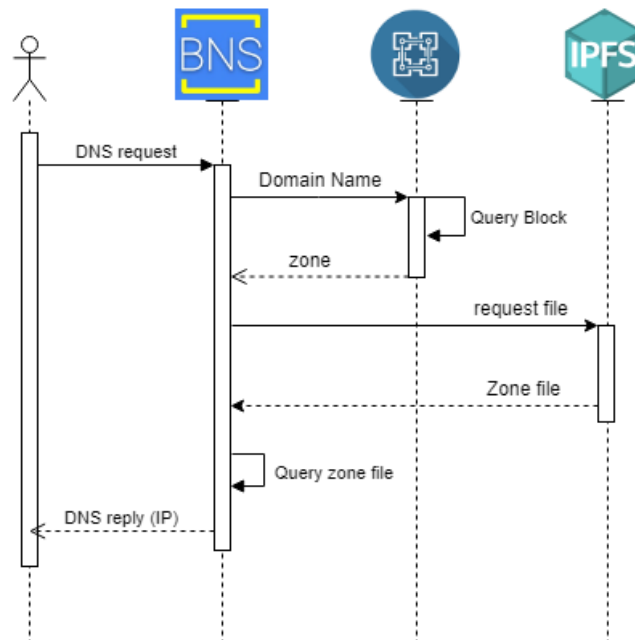 BNS
IPFS
DNS request
Domain Name
Query Block
zone
request file
Zone file
Query zone file
DNS reply (IP)